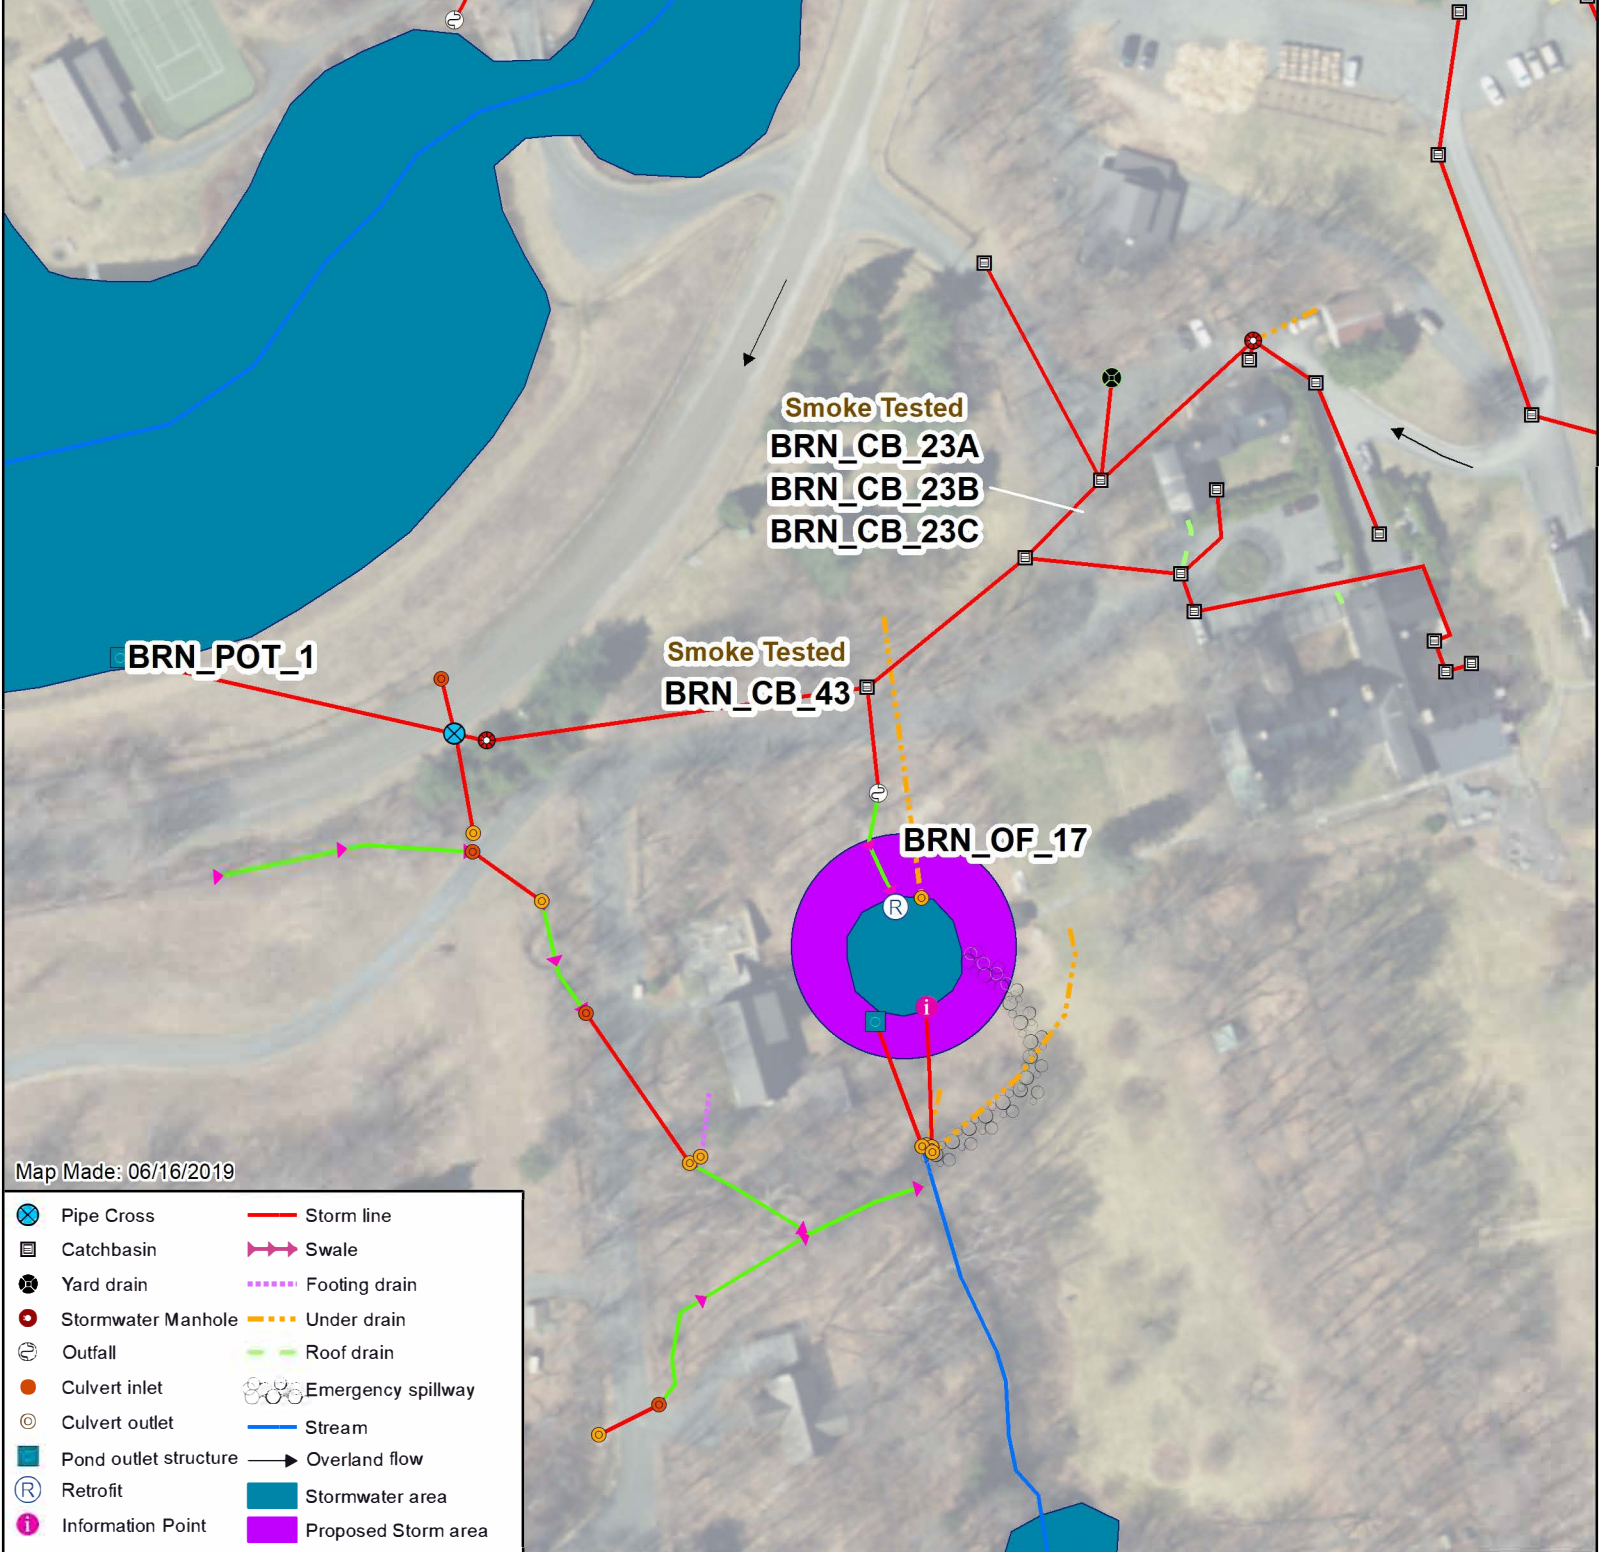 Smoke Tested
BRN_CB_23A
BRN_CB_23B
BRN_CB_23C
BRN_POT_1
Smoke Tested
BRN_CB_43
BRN_OF_17
R
i
Map Made: 06/16/2019
Pipe Cross
Storm line
Catchbasin
Swale
Yard drain
Footing drain
Stormwater Manhole
Under drain
Outfall
Roof drain
Culvert inlet
Emergency spillway
Culvert outlet
Stream
Pond outlet structure
Overland flow
R Retrofit
Stormwater area
i Information Point
Proposed Storm area